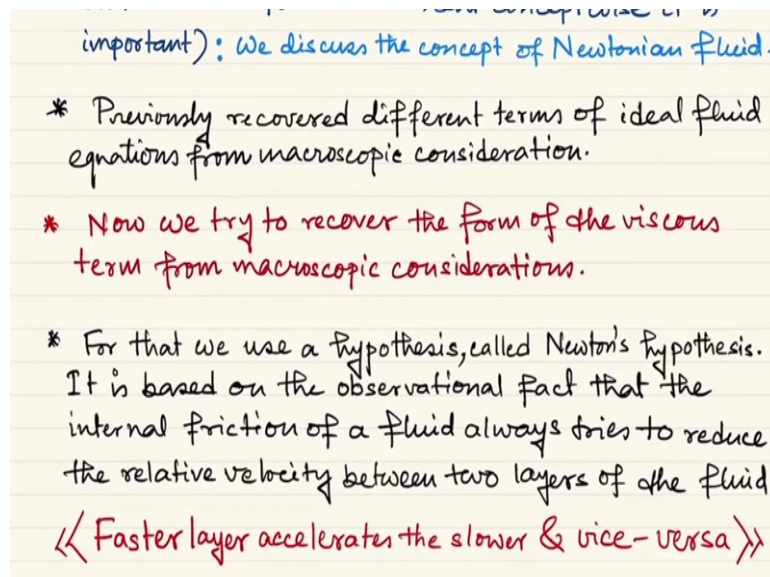 important): We discuss the concept of Newtonian fluid.
* Previously recovered different terms of ideal fluid
equations from macroscopic consideration.
* Now we try to recover the form of the viscous
term from macroscopic considerations.
* For that we use a hypothesis, called Newton's hypothesis.
It is based on the observational fact that the
internal friction of a fluid always tries to reduce
the relative velocity between two layers of the fluid
<< Faster layer accelerates the slower & vice-versa >>